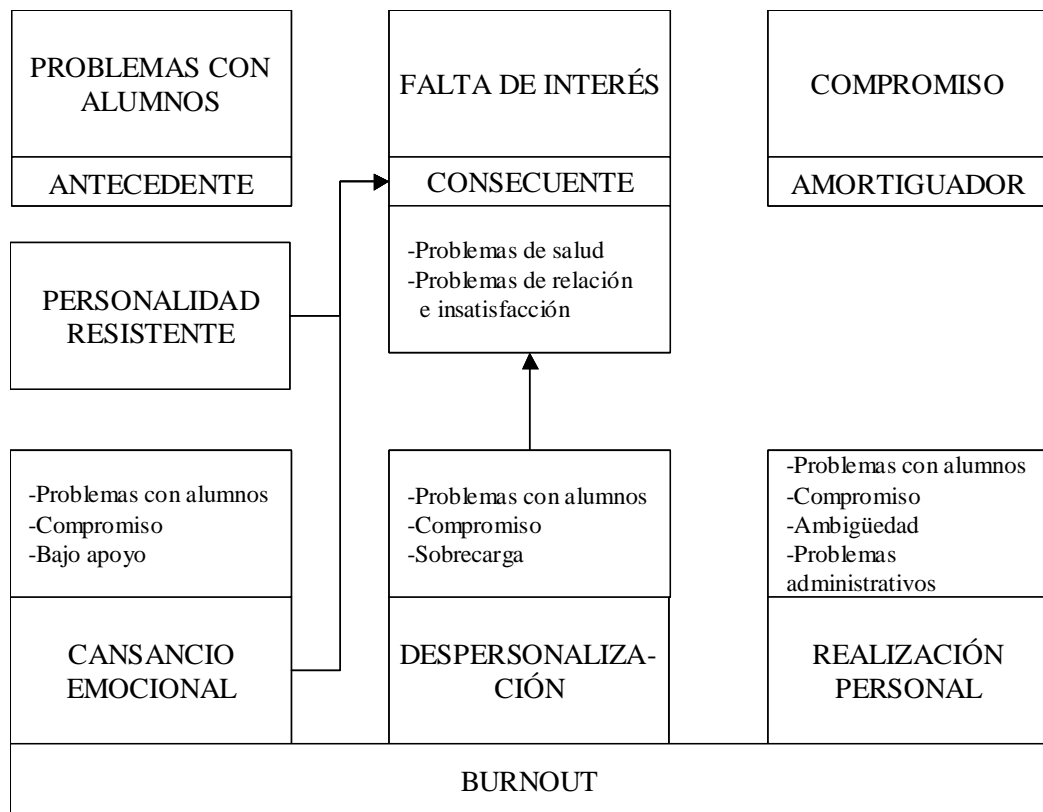 PROBLEMAS CON
ALUMNOS
ANTECEDENTE
FALTA DE INTERÉS
CONSECUENTE
-Problemas de salud
-Problemas de relación
e insatisfacción
COMPROMISO
AMORTIGUADOR
PERSONALIDAD
RESISTENTE
-Problemas con alumnos
-Compromiso
-Bajo apoyo
CANSANCIO
EMOCIONAL
-Problemas con alumnos
-Compromiso
-Sobrecarga
DESPERSONALIZA-
CIÓN
-Problemas con alumnos
-Compromiso
-Ambigüedad
-Problemas
administrativos
REALIZACIÓN
PERSONAL
BURNOUT